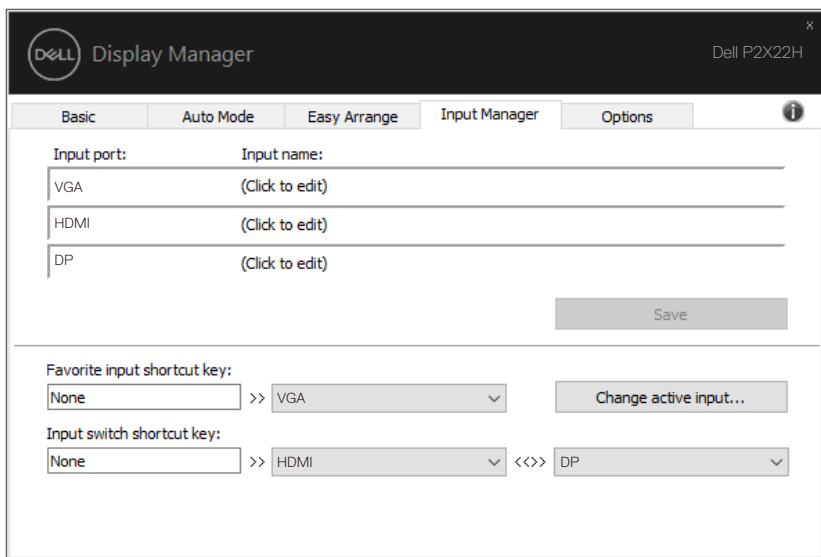 x
DELL Display Manager
Dell P2X22H
Basic Auto Mode Easy Arrange Input Manager Options i
Input port: Input name:
VGA (Click to edit)
HDMI (Click to edit)
DP (Click to edit)
Save
Favorite input shortcut key:
None >> VGA Change active input...
Input switch shortcut key:
None >> HDMI <<>> DP